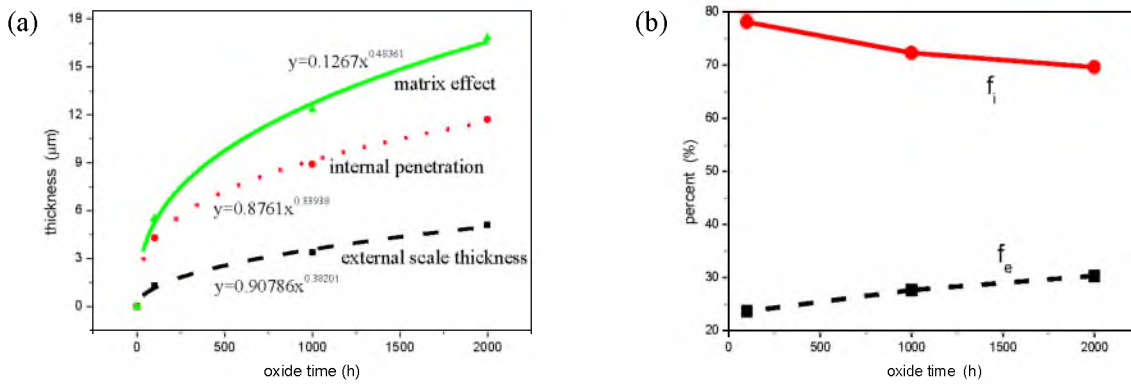 (a)
18
15
12
9
6
3
0
thickness (μm)
y=0.1267x^0.48361
matrix effect
internal penetration
y=0.8761x^0.33938
external scale thickness
y=0.90786x^0.38201
0 500 1000 1500 2000
oxide time (h)
(b)
80
70
60
50
40
30
20
percent (%)
f_i
f_e
500 1000 1500 2000
oxide time (h)